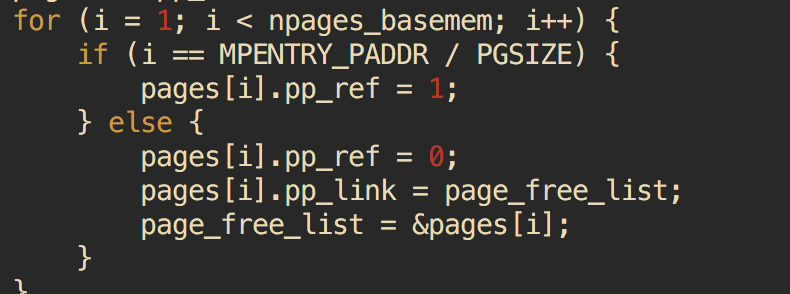 for (i = 1; i < npages_basemem; i++) {
    if (i == MPENTRY_PADDR / PGSIZE) {
        pages[i].pp_ref = 1;
    } else {
        pages[i].pp_ref = 0;
        pages[i].pp_link = page_free_list;
        page_free_list = &pages[i];
    }
}